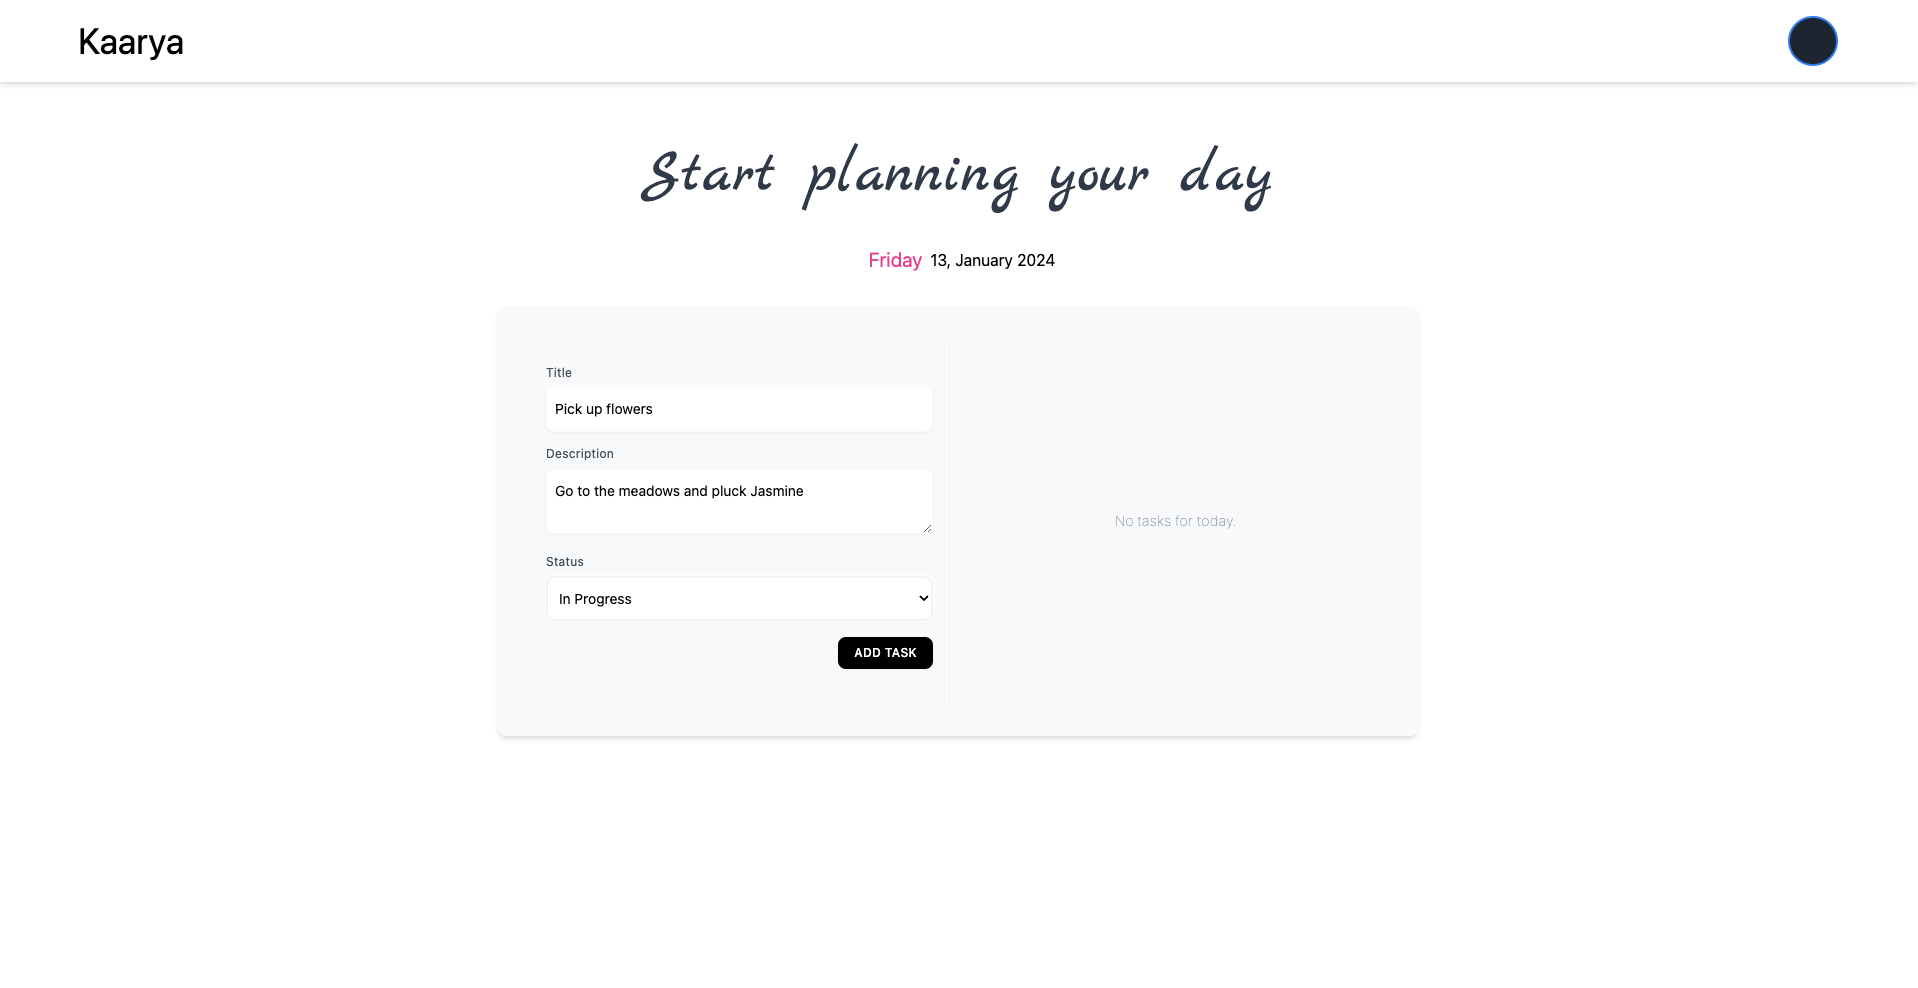 Kaarya
Start planning your day
Friday 13, January 2024
Title
Pick up flowers
Description
Go to the meadows and pluck Jasmine
Status
In Progress
ADD TASK
No tasks for today.